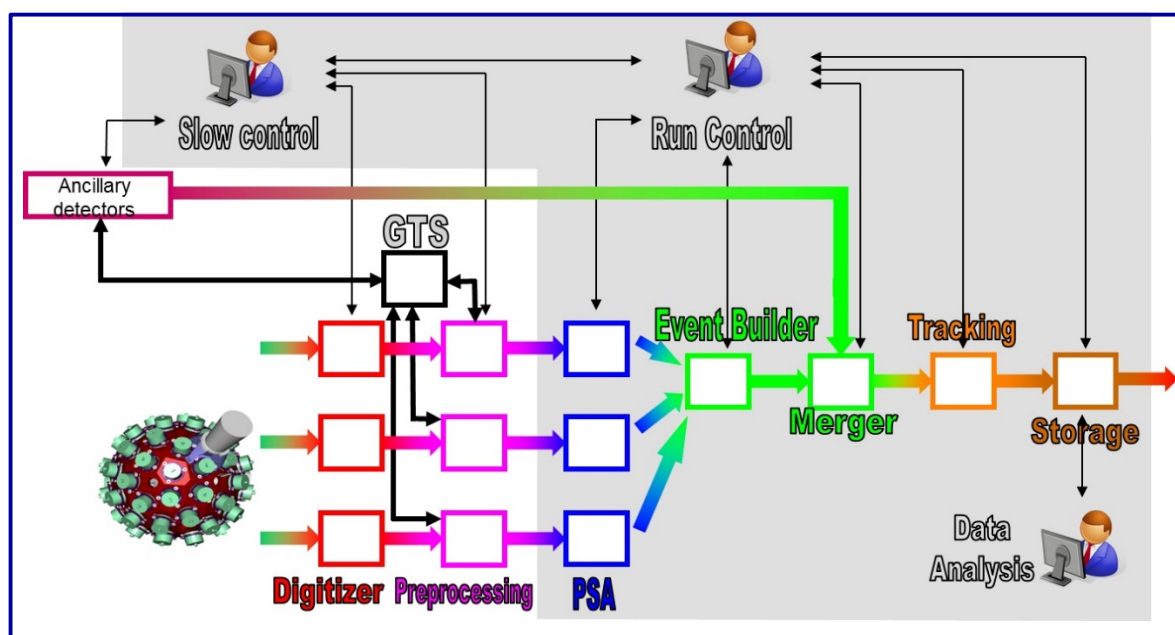 Slow control
Run Control
Ancillary
detectors
GTS
Event Builder
Tracking
Merger
Storage
Digitizer
Preprocessing
PSA
Data
Analysis